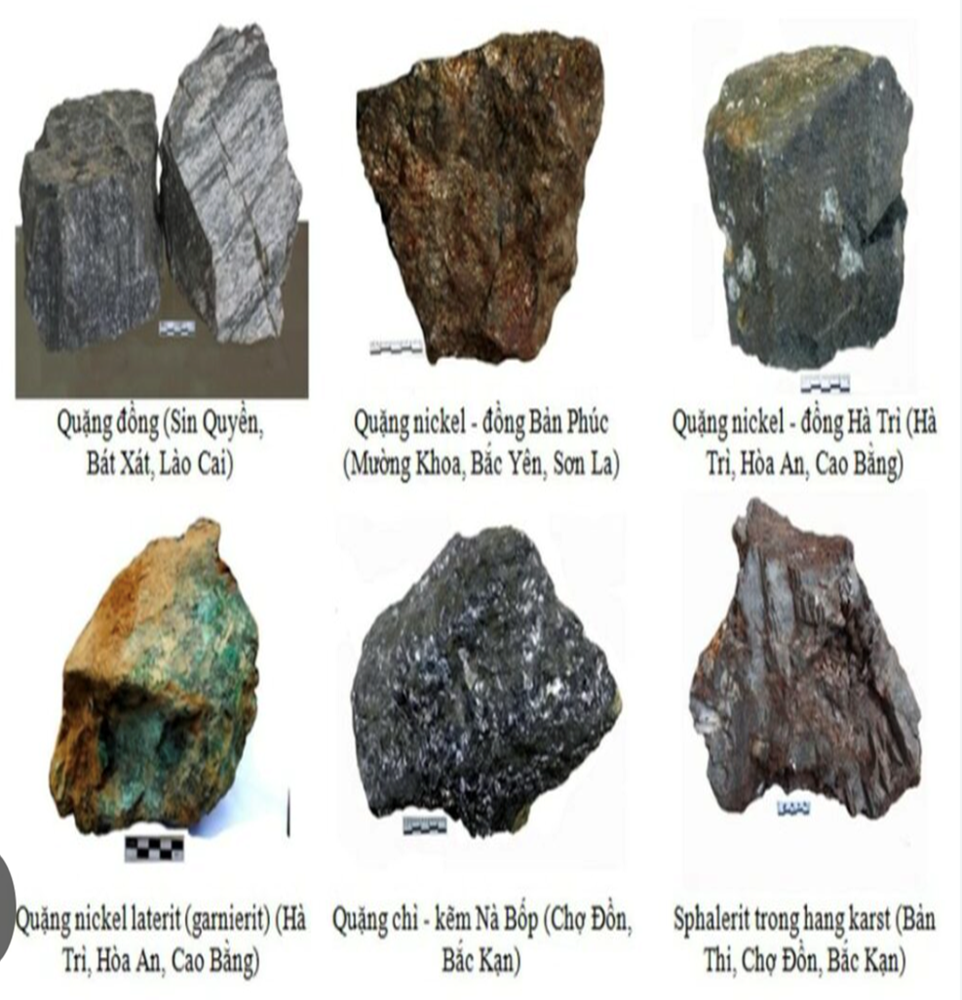 Quặng đồng (Sin Quyền,
Bát Xát, Lào Cai)
Quặng nickel - đồng Bản Phúc
(Mường Khoa, Bắc Yên, Sơn La)
Quặng nickel - đồng Hà Trì (Hà
Trì, Hòa An, Cao Bằng)
Quặng nickel laterit (garnierit) (Hà
Trì, Hòa An, Cao Bằng)
Quặng chì - kẽm Nà Bốp (Chợ Đồn,
Bắc Kạn)
Sphalerit trong hang karst (Bản
Thi, Chợ Đồn, Bắc Kạn)